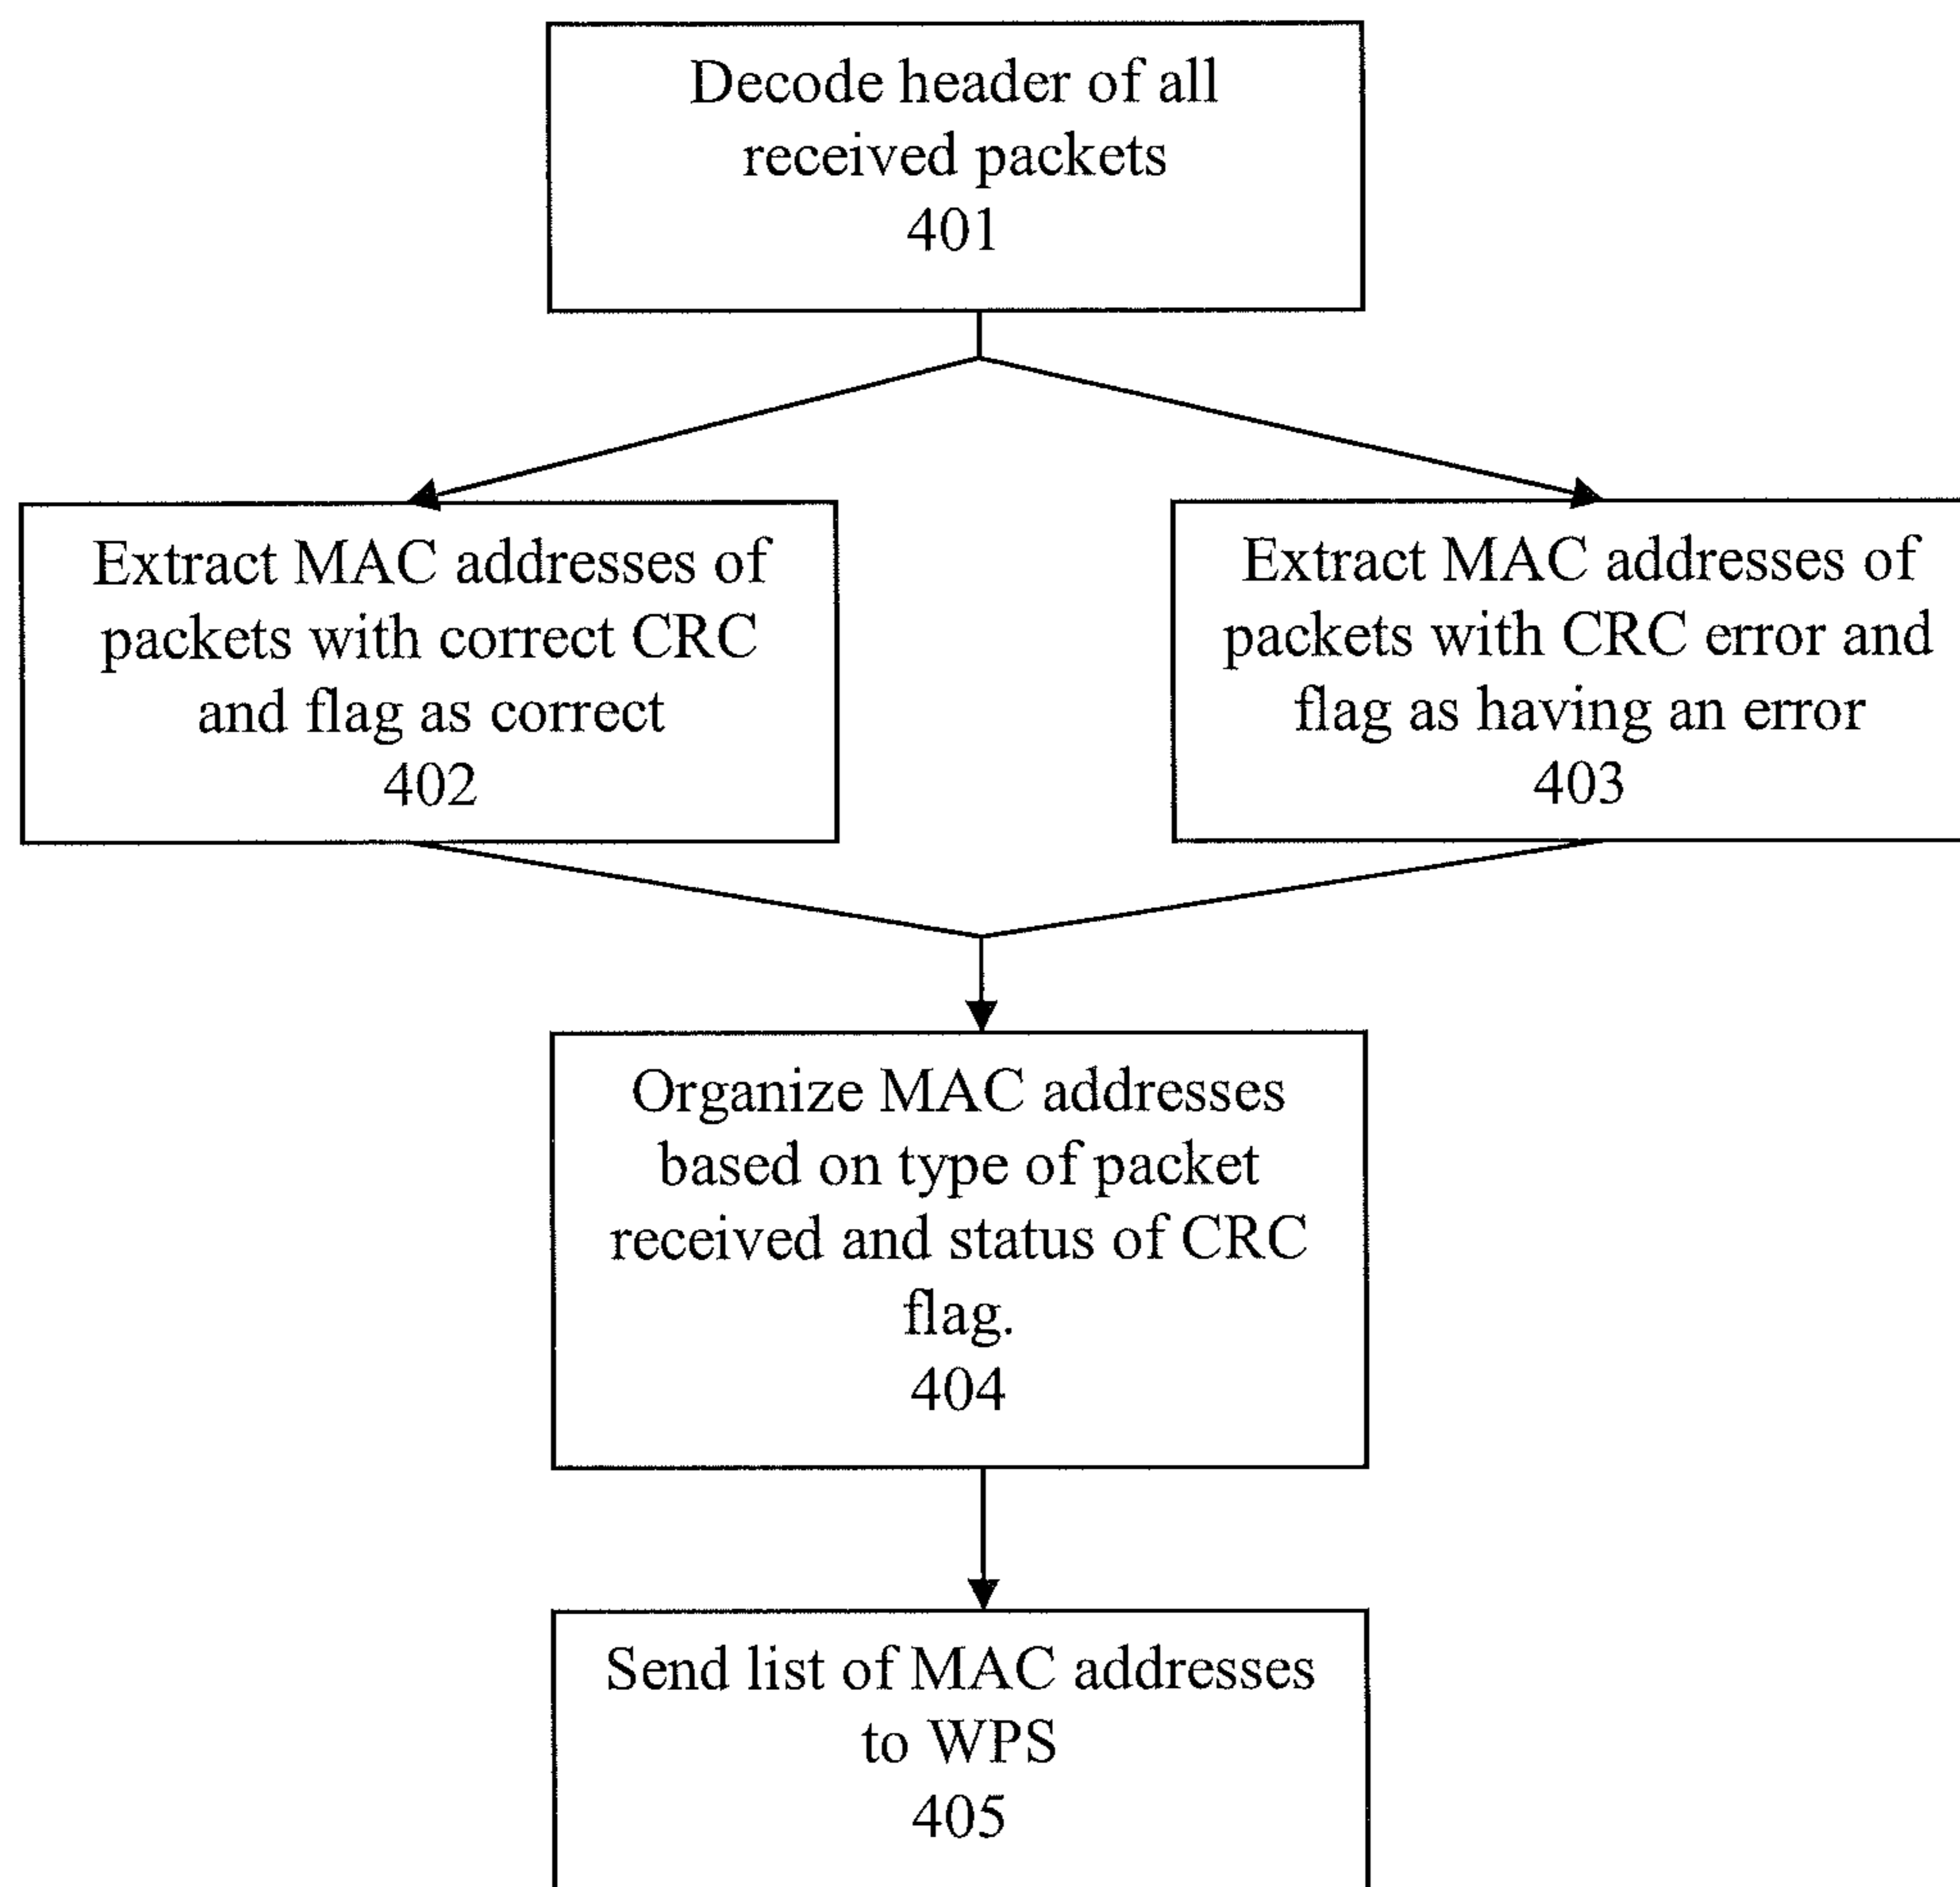 Decode header of all
received packets
401
Extract MAC addresses of
packets with correct CRC
and flag as correct
402
Extract MAC addresses of
packets with CRC error and
flag as having an error
403
Organize MAC addresses
based on type of packet
received and status of CRC
flag.
404
Send list of MAC addresses
to WPS
405